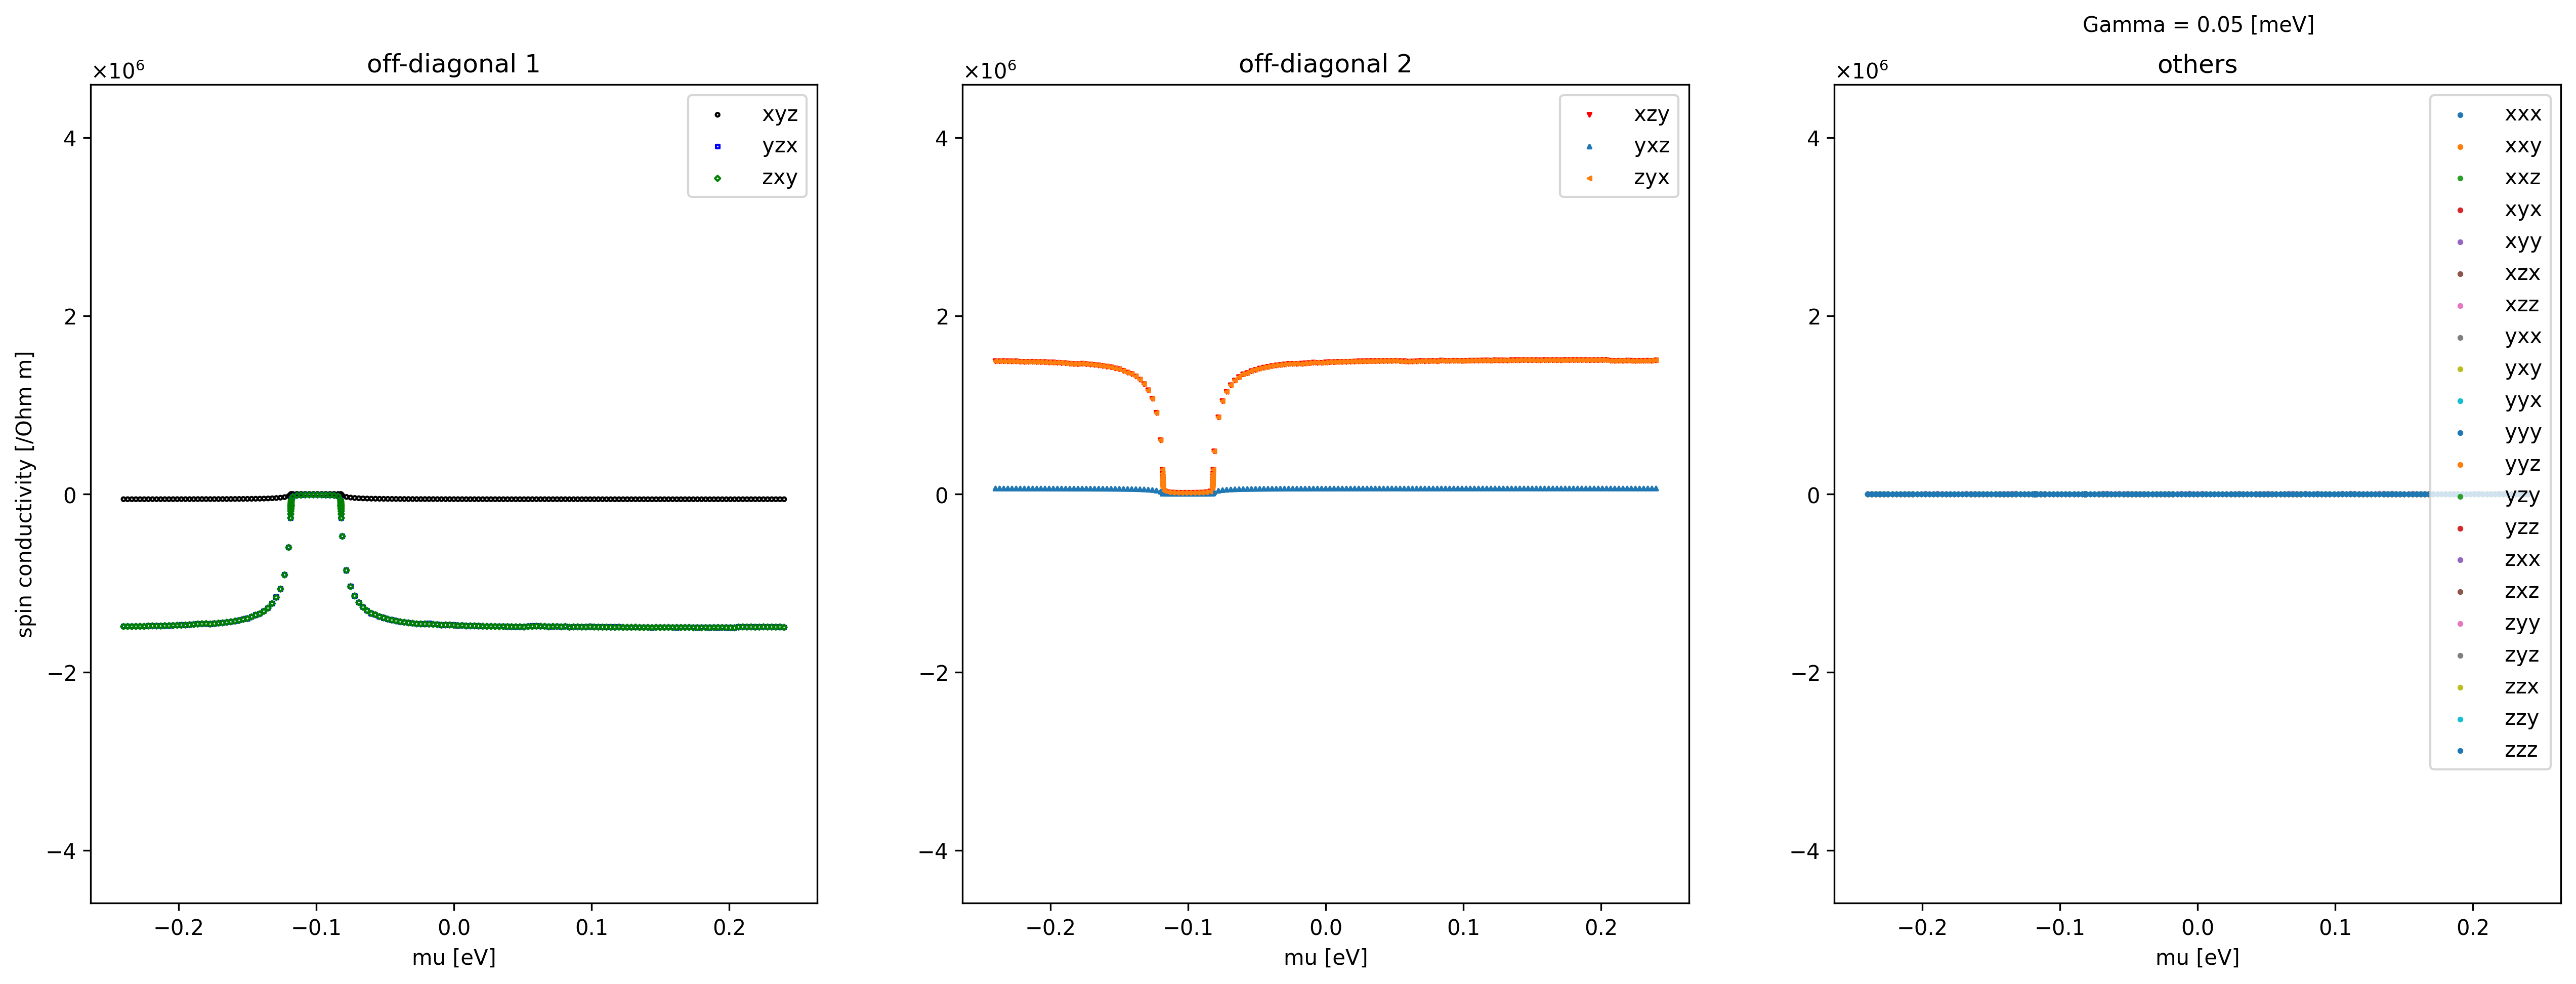 Gamma = 0.05 [meV]
off-diagonal 1
off-diagonal 2
others
×10⁶
×10⁶
×10⁶
spin conductivity [/Ohm m]
4
2
0
−2
−4
−0.2
−0.1
0.0
0.1
0.2
mu [eV]
xyz
yzx
zxy
4
2
0
−2
−4
−0.2
−0.1
0.0
0.1
0.2
mu [eV]
xzy
yxz
zyx
4
2
0
−2
−4
−0.2
−0.1
0.0
0.1
0.2
mu [eV]
xxx
xxy
xxz
xyx
xyy
xzx
xzz
yxx
yxy
yyx
yyy
yyz
yzy
yzz
zxx
zxz
zyy
zyz
zzx
zzy
zzz